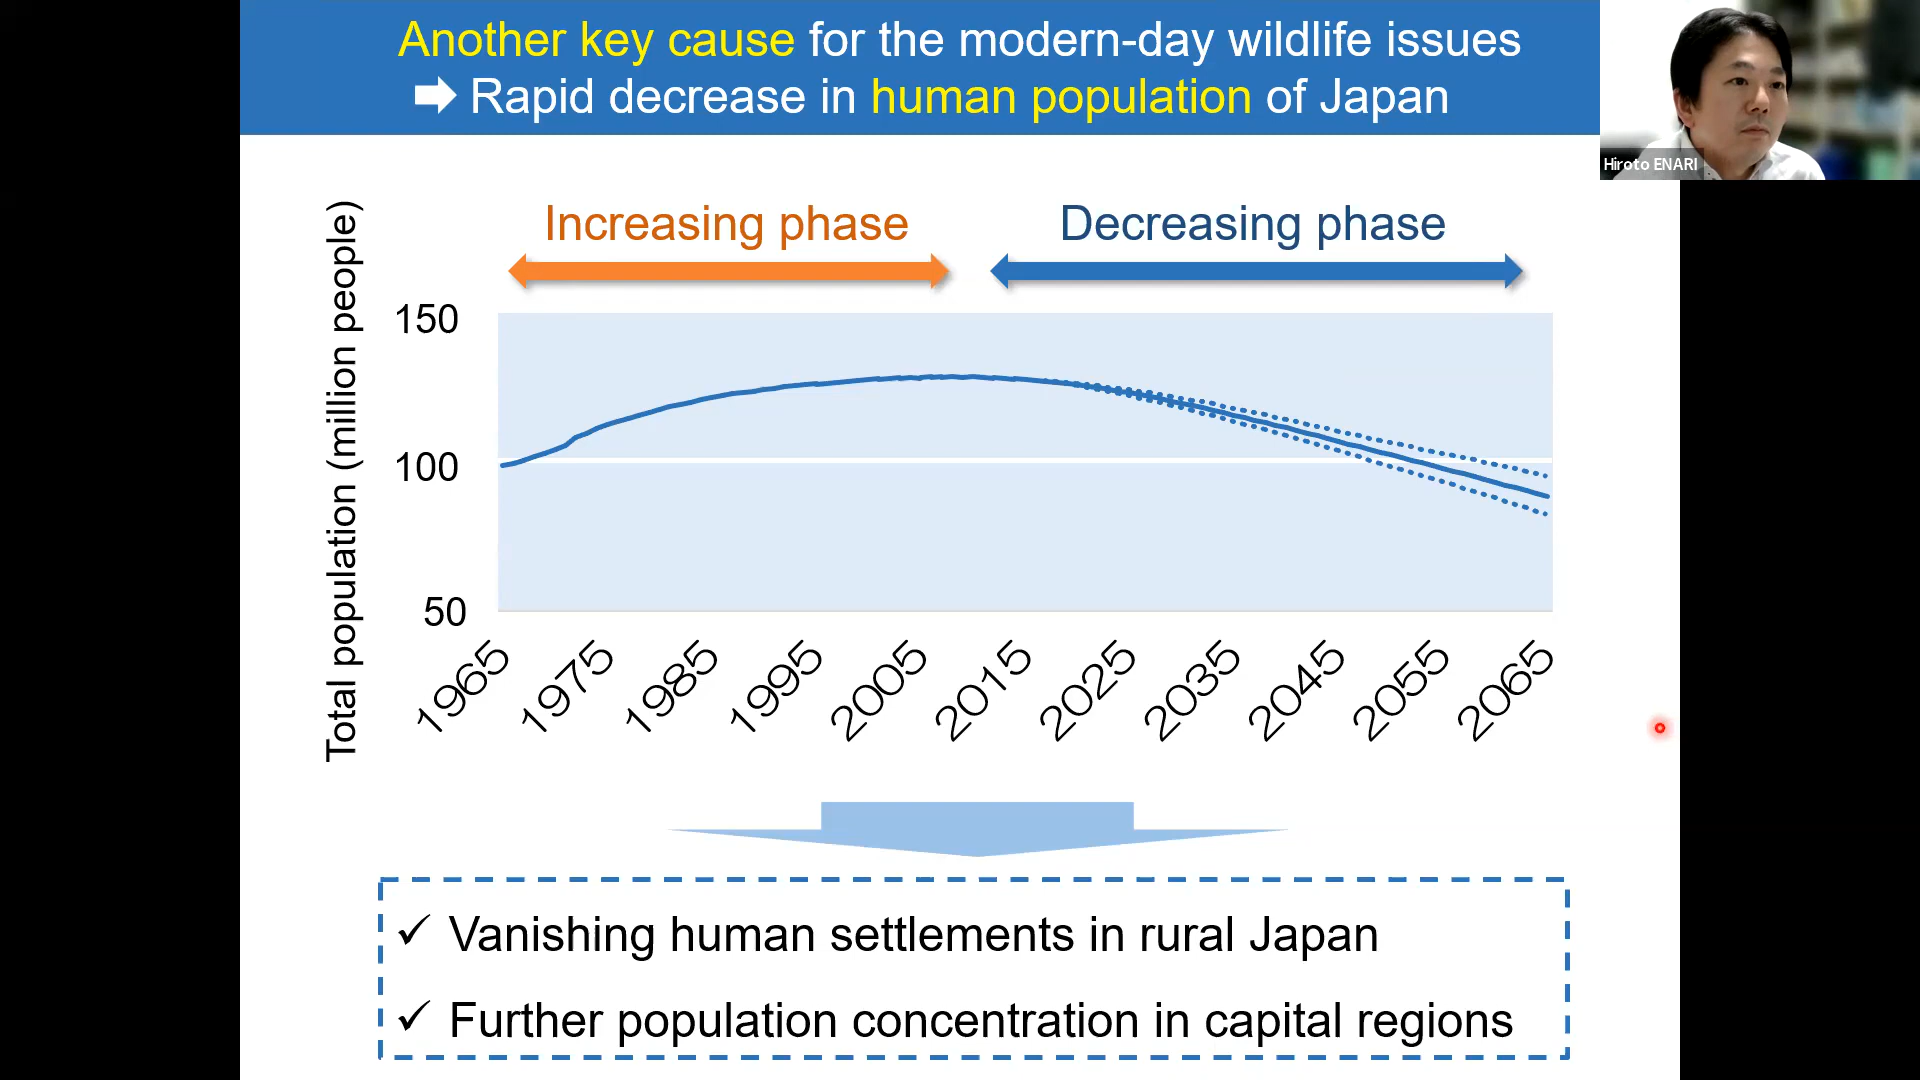 Another key cause for the modern-day wildlife issues
➡ Rapid decrease in human population of Japan
Hiroto ENARI
Increasing phase
Decreasing phase
Total population (million people)
150
100
50
1965
1975
1985
1995
2005
2015
2025
2035
2045
2055
2065
✓ Vanishing human settlements in rural Japan
✓ Further population concentration in capital regions